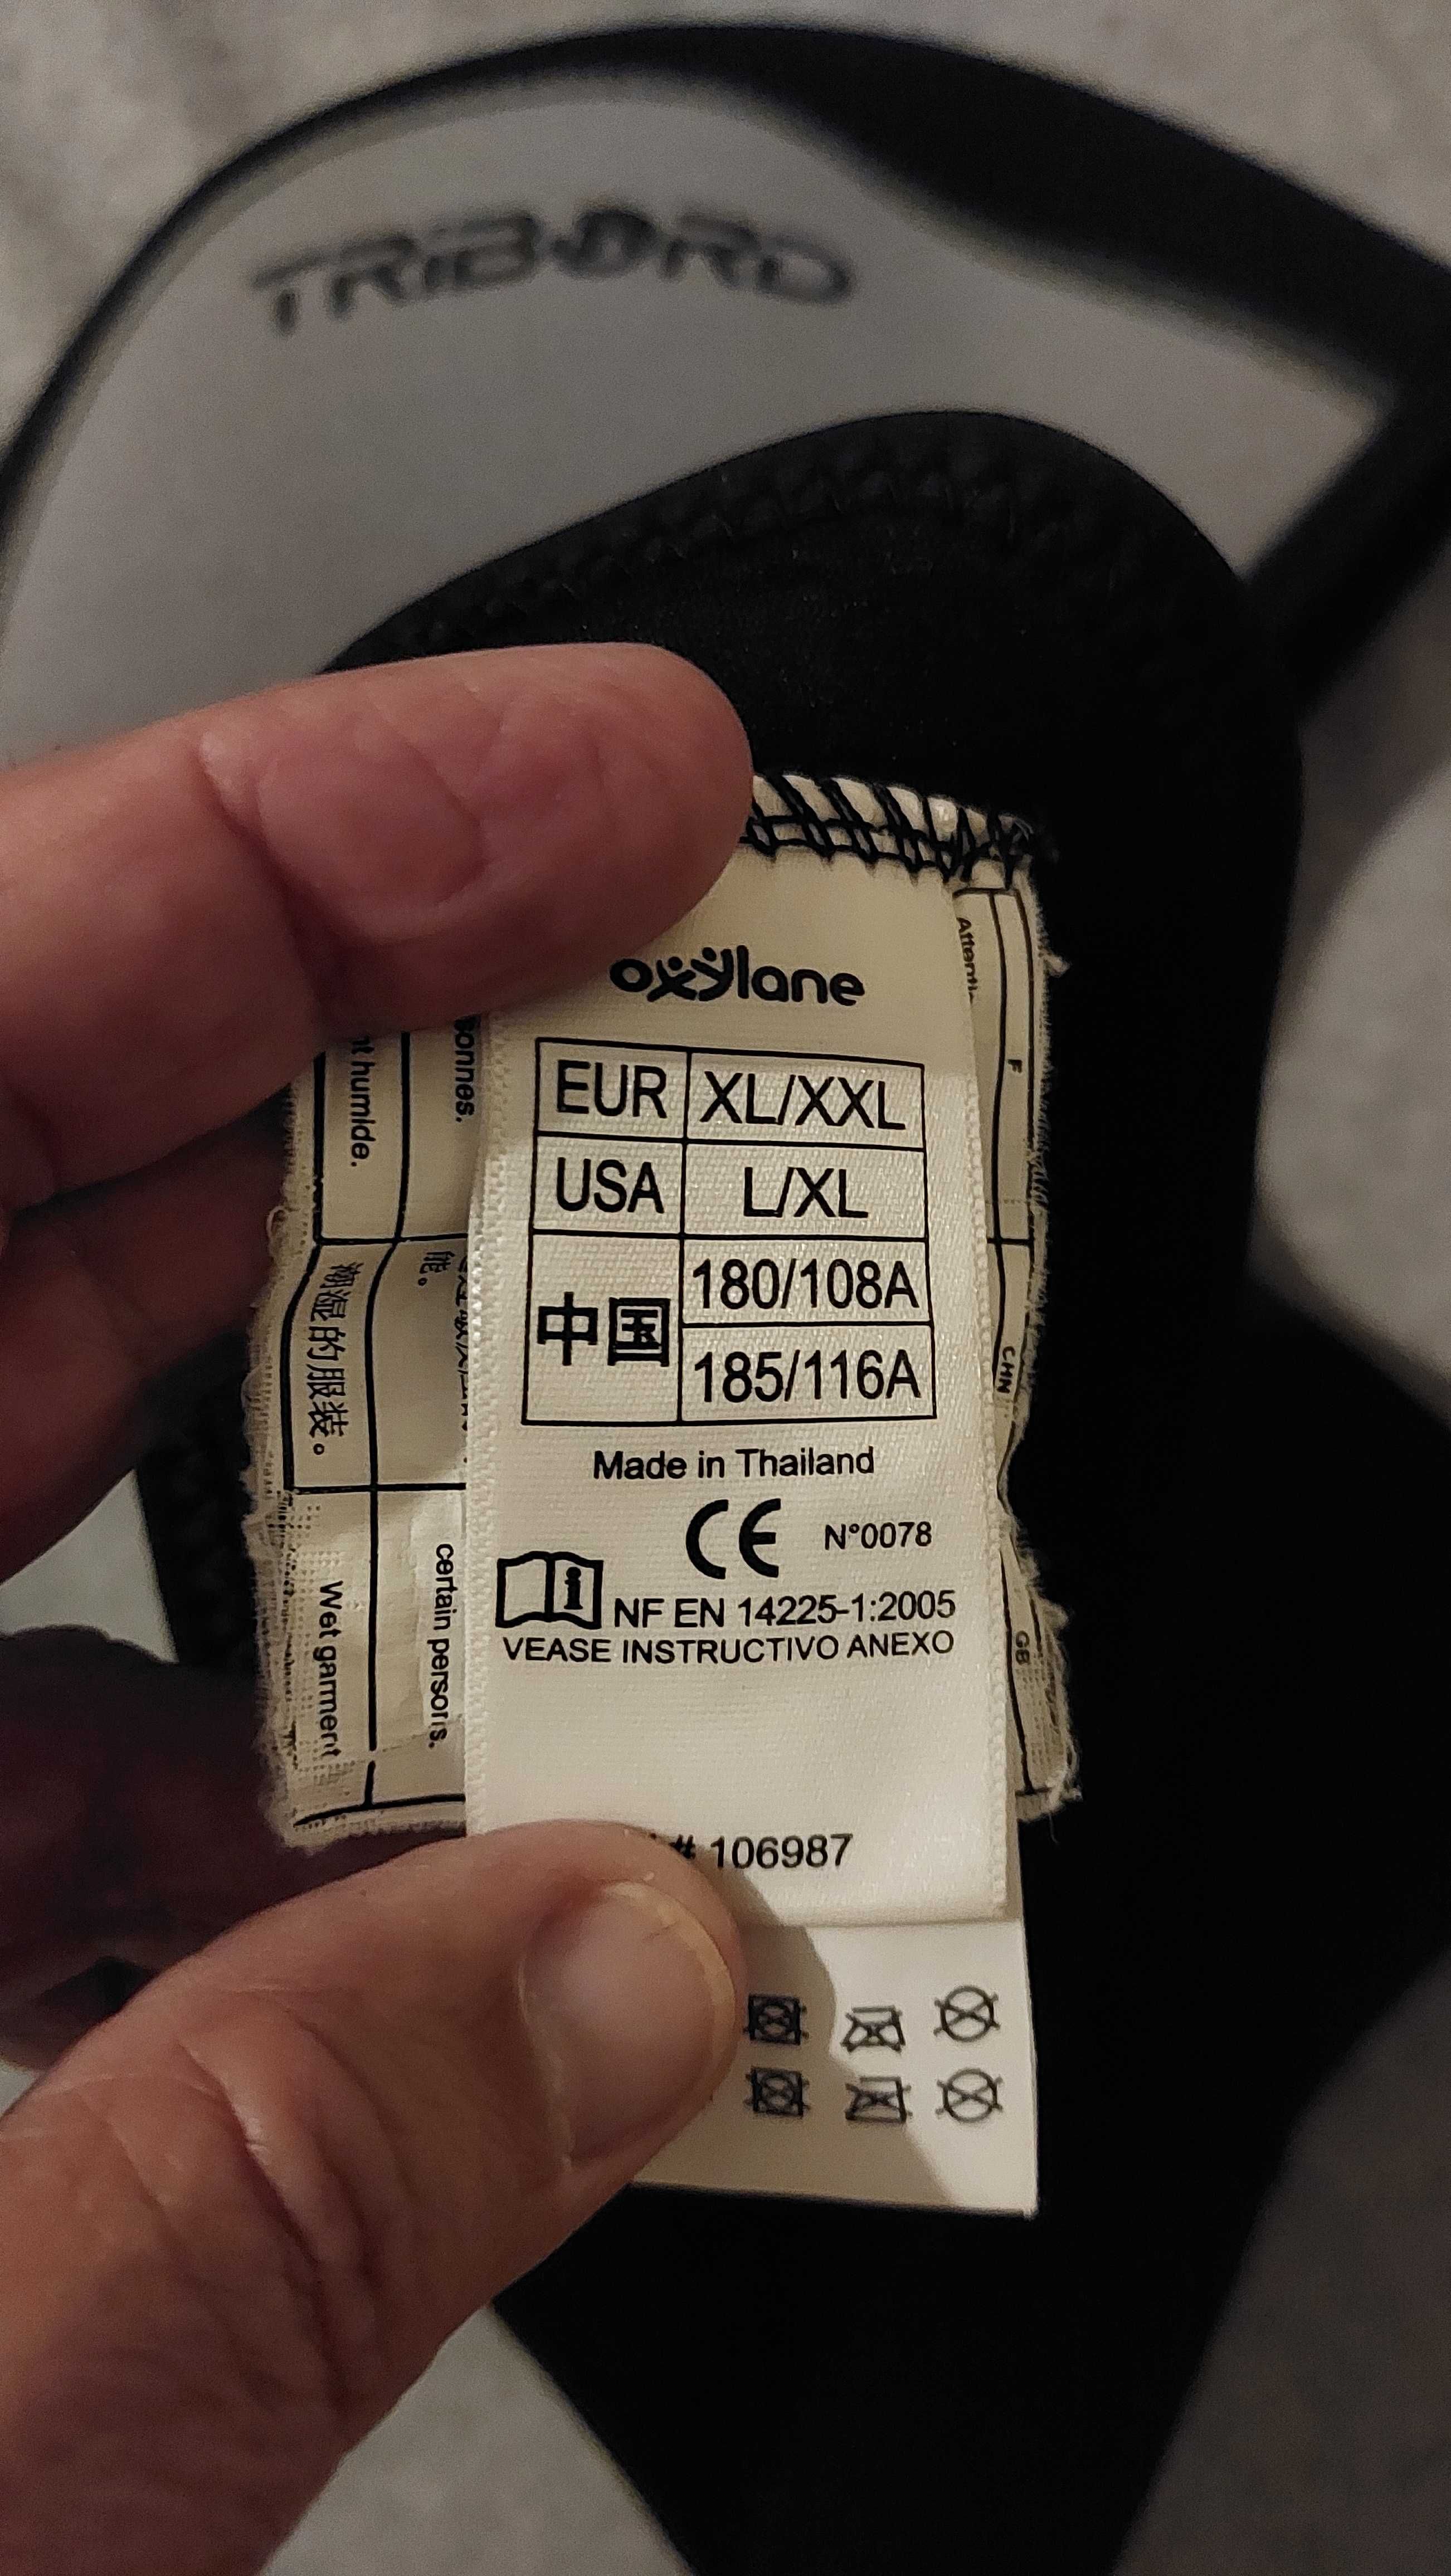 TRIBORD
oxylane
EUR XL/XXL
USA L/XL
中国 180/108A
185/116A
Made in Thailand
CE N°0078
NF EN 14225-1:2005
VEASE INSTRUCTIVO ANEXO
# 106987
sonnes.
humide.
能。
潮湿的服装。
certain persons.
Wet garment
F
CHN
GB